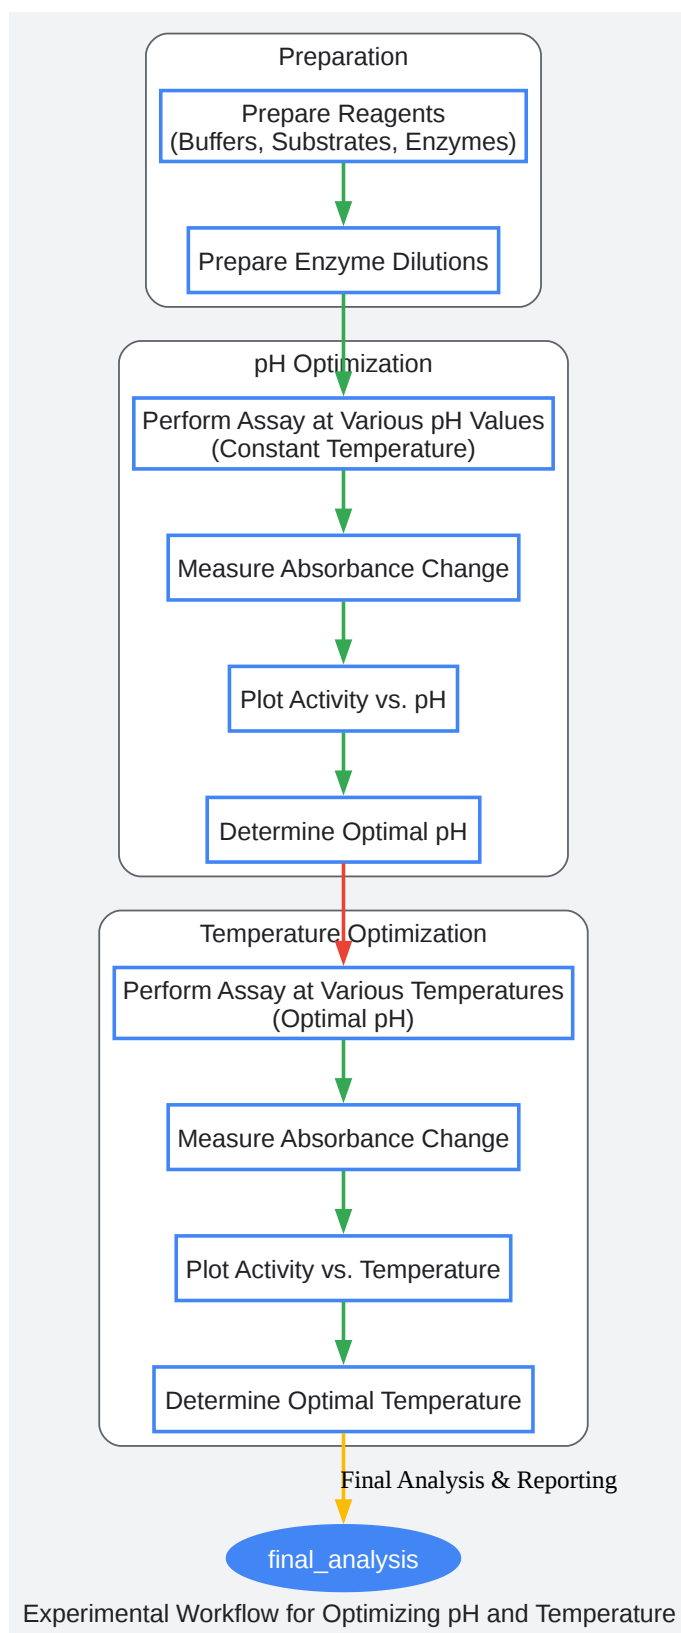 Preparation
Prepare Reagents
(Buffers, Substrates, Enzymes)
Prepare Enzyme Dilutions
pH Optimization
Perform Assay at Various pH Values
(Constant Temperature)
Measure Absorbance Change
Plot Activity vs. pH
Determine Optimal pH
Temperature Optimization
Perform Assay at Various Temperatures
(Optimal pH)
Measure Absorbance Change
Plot Activity vs. Temperature
Determine Optimal Temperature
Final Analysis & Reporting
final_analysis
Experimental Workflow for Optimizing pH and Temperature